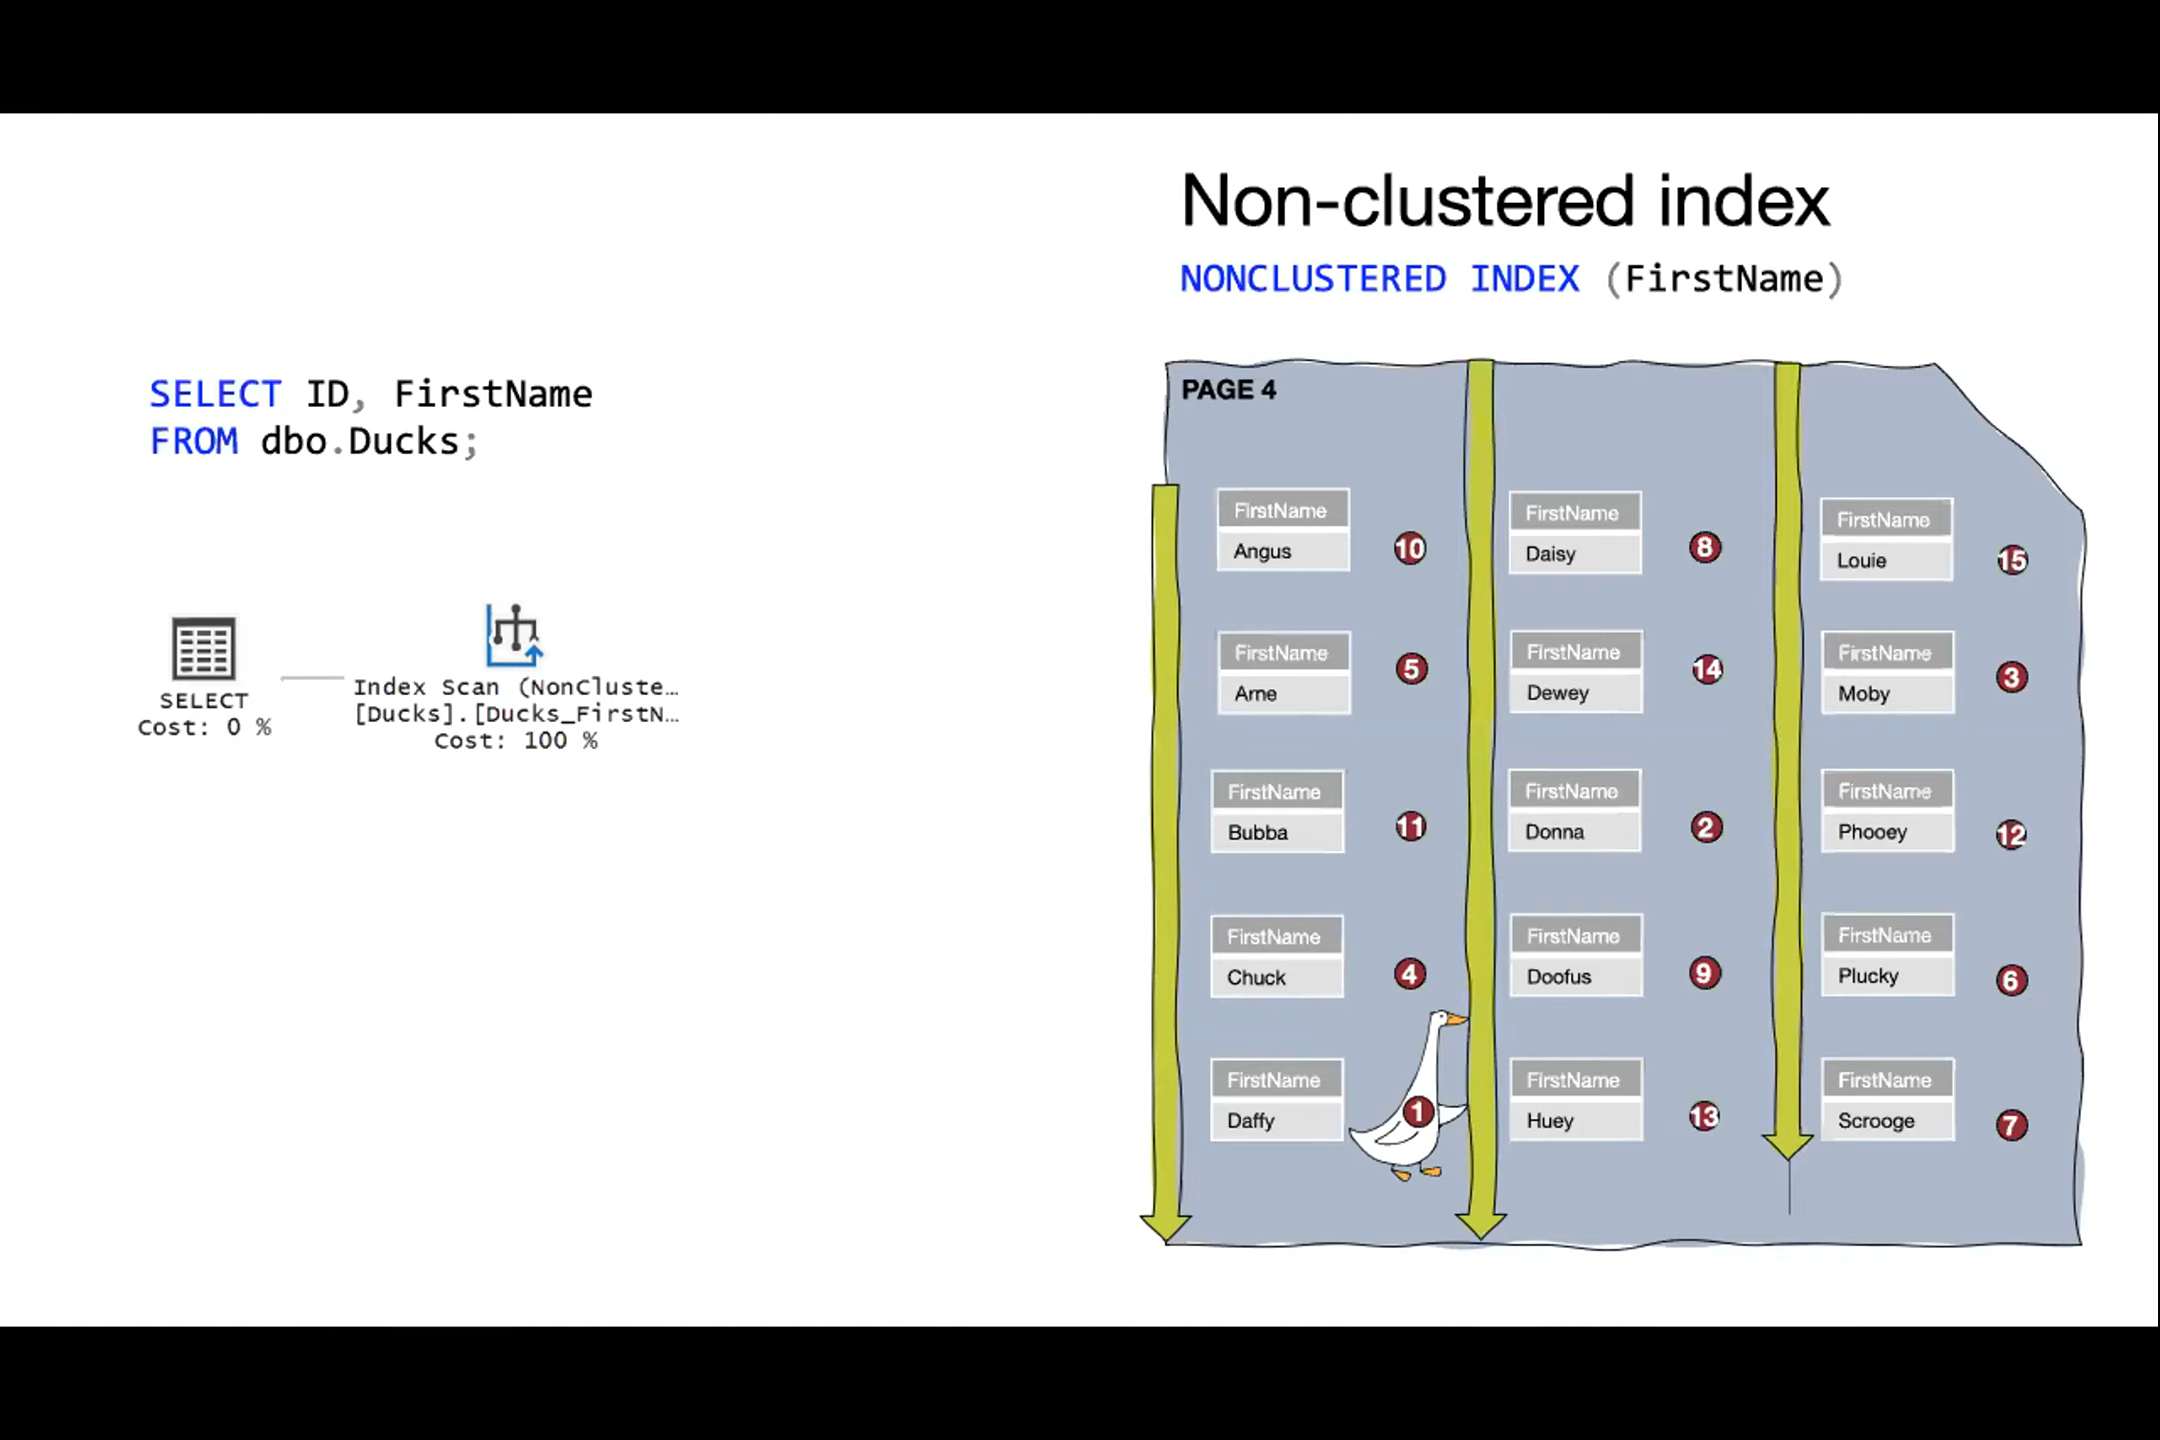 Non-clustered index
NONCLUSTERED INDEX (FirstName)
SELECT ID, FirstName
FROM dbo.Ducks;
SELECT
Cost: 0 %
Index Scan (NonCluste…
[Ducks].[Ducks_FirstN…
Cost: 100 %
PAGE 4
FirstName
Angus
10
FirstName
Arne
5
FirstName
Bubba
11
FirstName
Chuck
4
FirstName
Daffy
1
FirstName
Daisy
8
FirstName
Dewey
14
FirstName
Donna
2
FirstName
Doofus
9
FirstName
Huey
13
FirstName
Louie
15
FirstName
Moby
3
FirstName
Phooey
12
FirstName
Plucky
6
FirstName
Scrooge
7